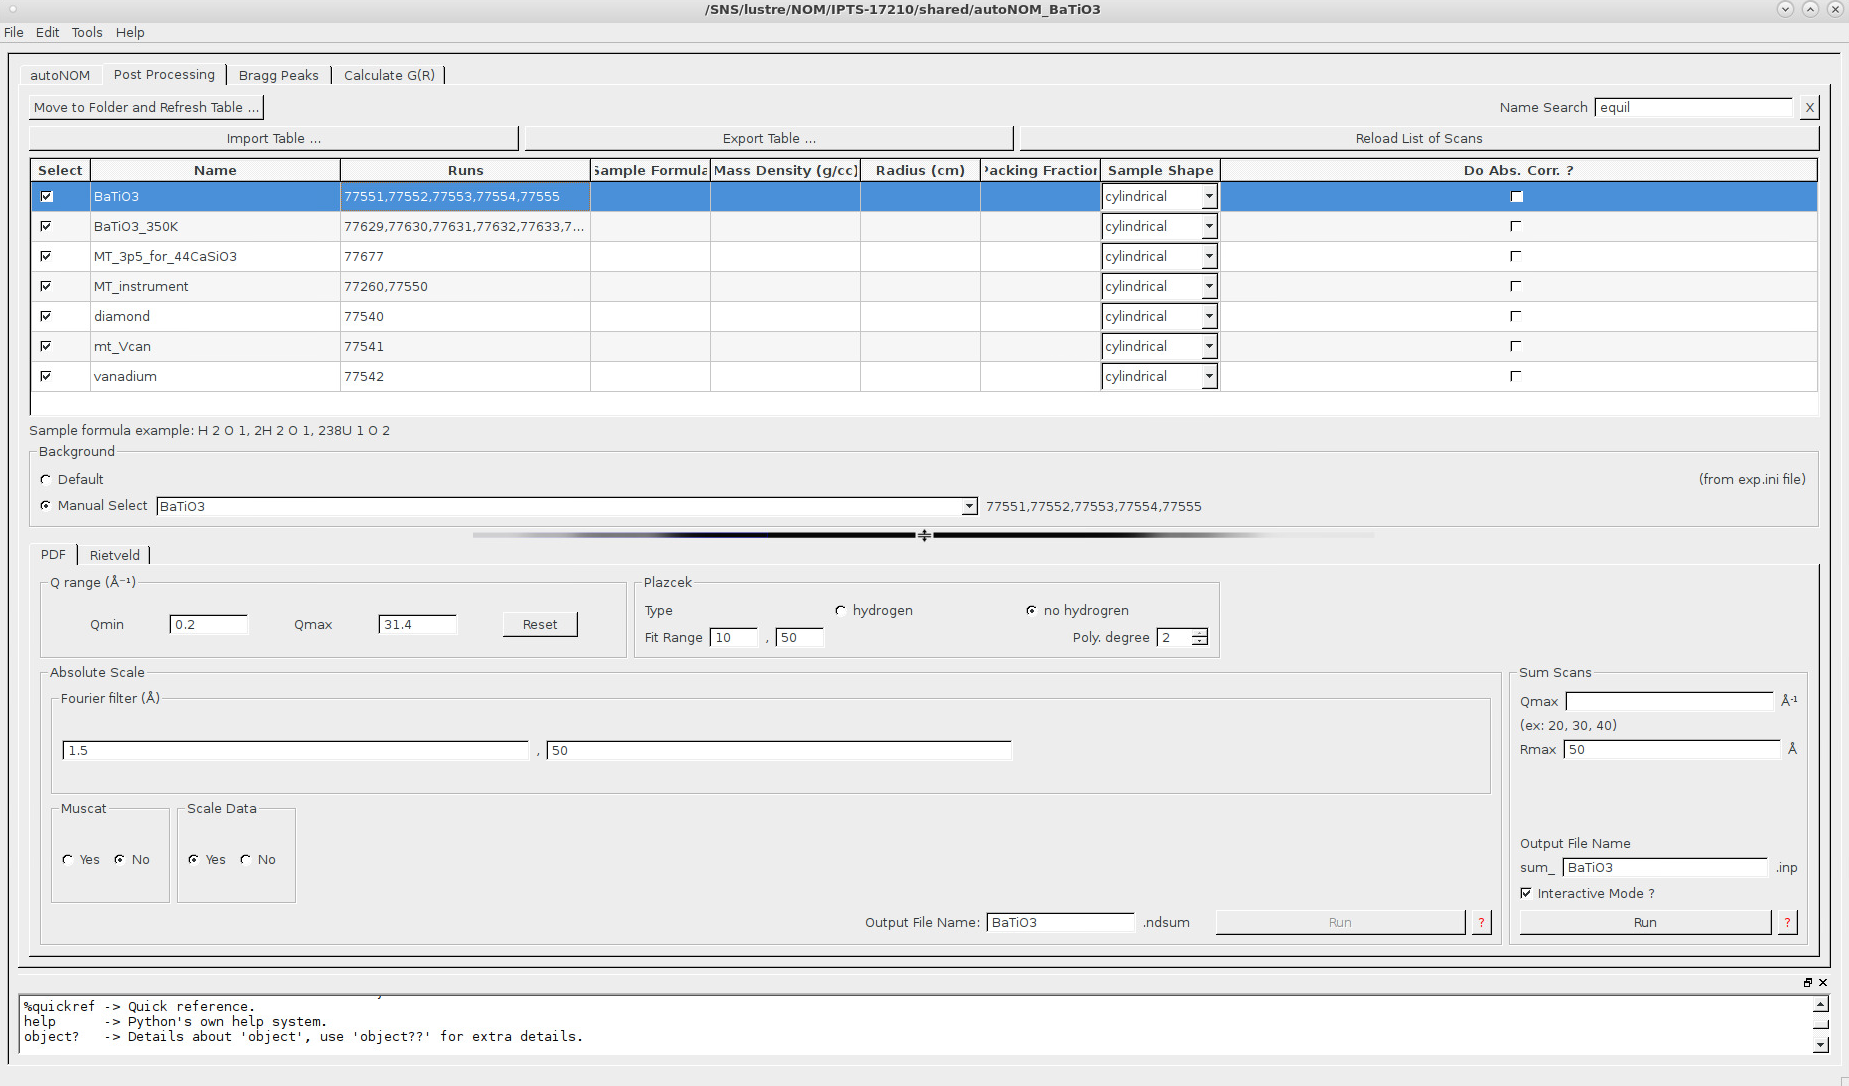 /SNS/lustre/NOM/IPTS-17210/shared/autoNOM_BaTiO3
File Edit Tools Help
autoNOM Post Processing Bragg Peaks Calculate G(R)
Move to Folder and Refresh Table ... Name Search equil X
Import Table ... Export Table ... Reload List of Scans
Select Name Runs Sample Formula Mass Density (g/cc) Radius (cm) Packing Fraction Sample Shape Do Abs. Corr. ?
BaTiO3 77551,77552,77553,77554,77555 cylindrical
BaTiO3_350K 77629,77630,77631,77632,77633,7... cylindrical
MT_3p5_for_44CaSiO3 77677 cylindrical
MT_instrument 77260,77550 cylindrical
diamond 77540 cylindrical
mt_Vcan 77541 cylindrical
vanadium 77542 cylindrical
Sample formula example: H 2 O 1, 2H 2 O 1, 238U 1 O 2
Background
Default (from exp.ini file)
Manual Select BaTiO3 77551,77552,77553,77554,77555
PDF Rietveld
Q range (Å⁻¹) Plazcek
Type hydrogen no hydrogren
Qmin 0.2 Qmax 31.4 Reset
Fit Range 10 , 50 Poly. degree 2
Absolute Scale Sum Scans
Fourier filter (Å)
Qmax Å⁻¹
(ex: 20, 30, 40)
1.5 , 50 Rmax 50 Å
Muscat Scale Data
Output File Name
Yes No Yes No
sum_ BaTiO3 .inp
Interactive Mode ?
Output File Name: BaTiO3 .ndsum Run ? Run ?
%quickref -> Quick reference.
help -> Python's own help system.
object? -> Details about 'object', use 'object??' for extra details.